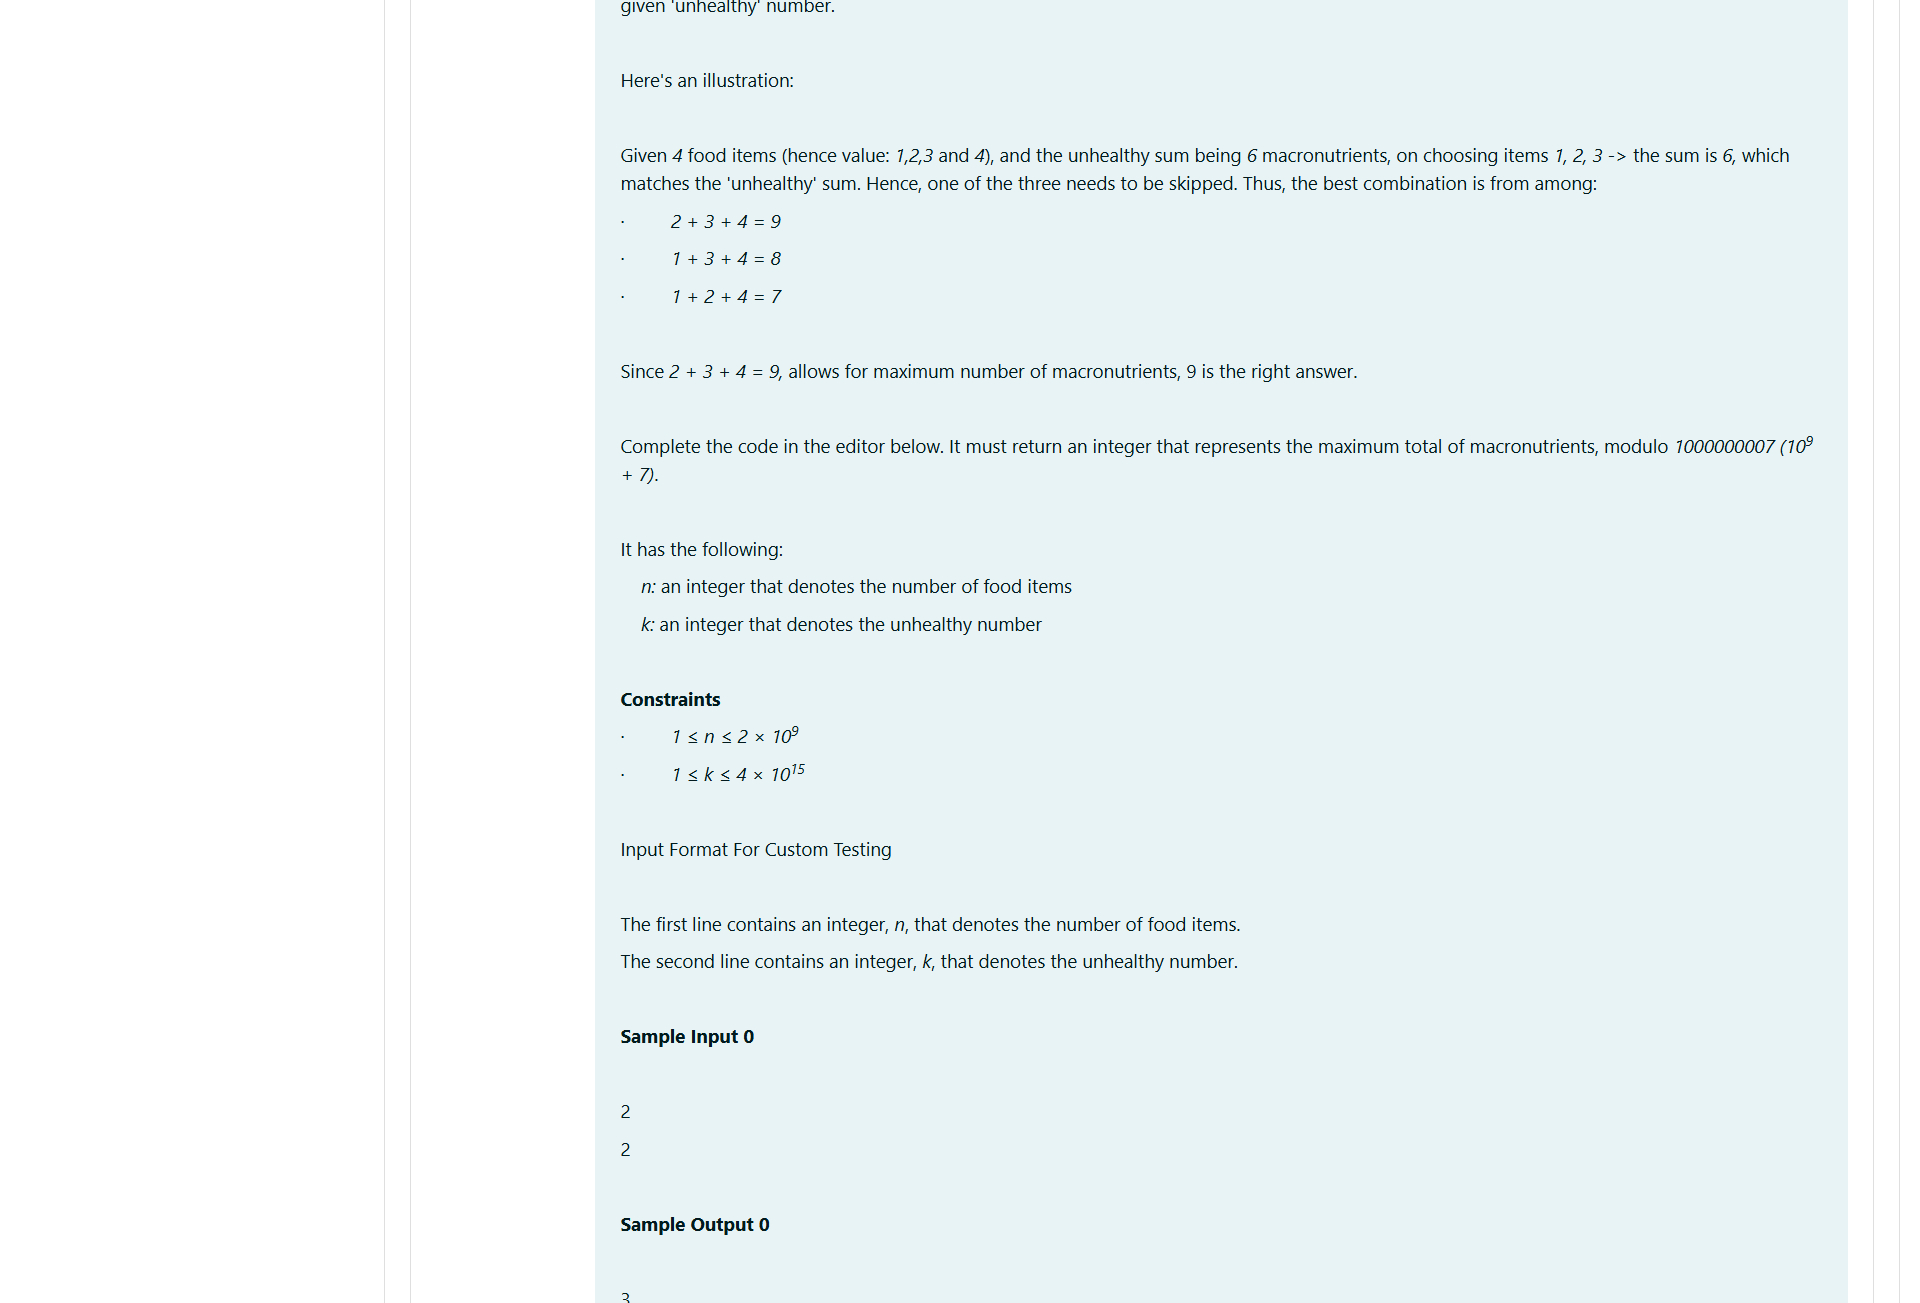 given 'unhealthy' number.
Here's an illustration:
Given 4 food items (hence value: 1,2,3 and 4), and the unhealthy sum being 6 macronutrients, on choosing items 1, 2, 3 -> the sum is 6, which
matches the 'unhealthy' sum. Hence, one of the three needs to be skipped. Thus, the best combination is from among:
· 2 + 3 + 4 = 9
· 1 + 3 + 4 = 8
· 1 + 2 + 4 = 7
Since 2 + 3 + 4 = 9, allows for maximum number of macronutrients, 9 is the right answer.
Complete the code in the editor below. It must return an integer that represents the maximum total of macronutrients, modulo 1000000007 (10⁹
+ 7).
It has the following:
n: an integer that denotes the number of food items
k: an integer that denotes the unhealthy number
Constraints
· 1 ≤ n ≤ 2 × 10⁹
· 1 ≤ k ≤ 4 × 10¹⁵
Input Format For Custom Testing
The first line contains an integer, n, that denotes the number of food items.
The second line contains an integer, k, that denotes the unhealthy number.
Sample Input 0
2
2
Sample Output 0
3